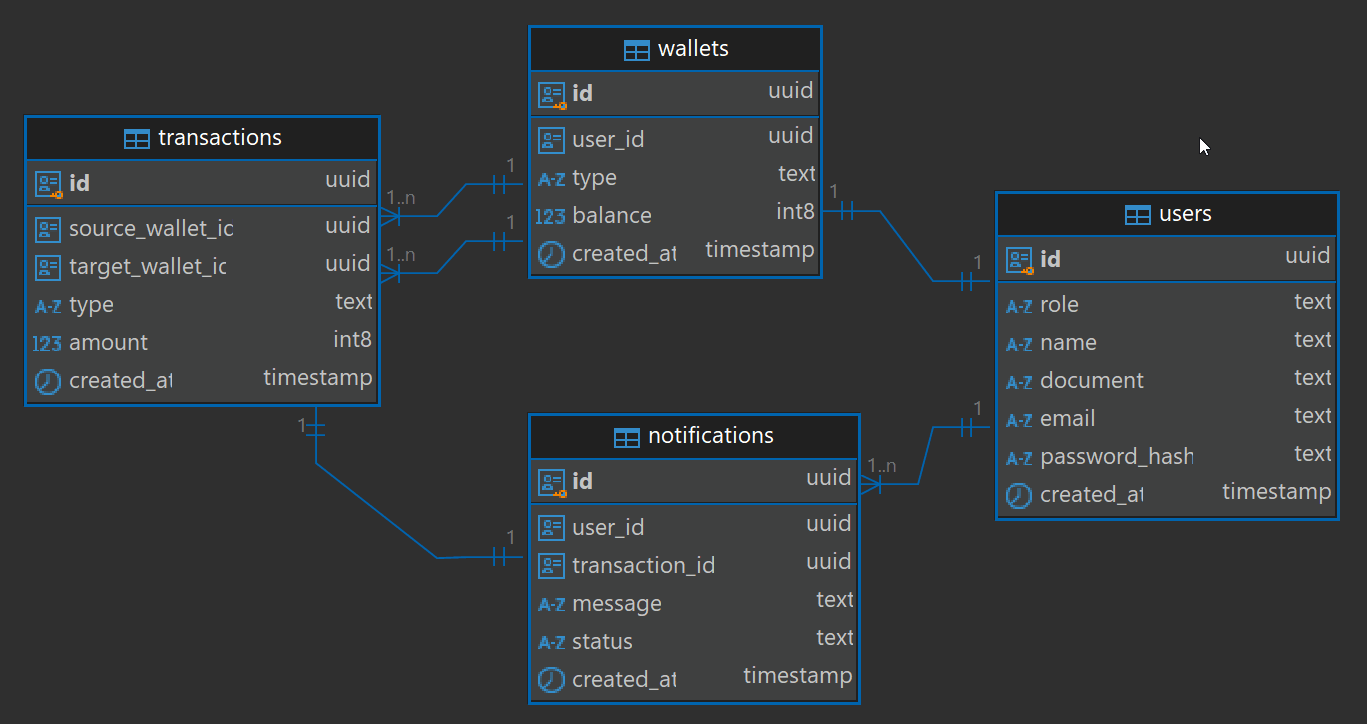 wallets
id uuid
user_id uuid
A-Z type text
123 balance int8
created_at timestamp
transactions
id uuid
source_wallet_ic uuid
target_wallet_ic uuid
A-Z type text
123 amount int8
created_at timestamp
users
id uuid
A-Z role text
A-Z name text
A-Z document text
A-Z email text
A-Z password_hash text
created_at timestamp
notifications
id uuid
user_id uuid
transaction_id uuid
A-Z message text
A-Z status text
created_at timestamp
1
1..n
1
1..n
1
1
1
1..n
1
1